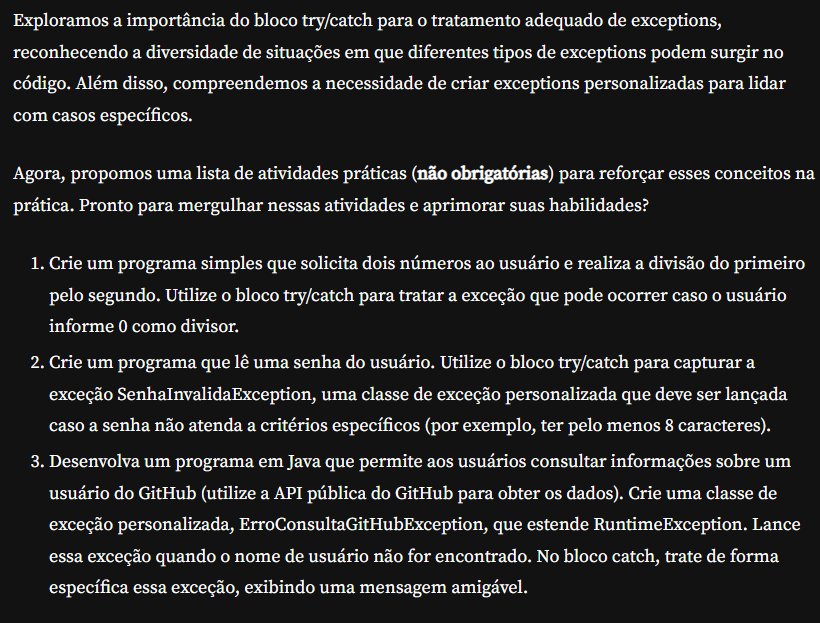 Exploramos a importância do bloco try/catch para o tratamento adequado de exceptions,
reconhecendo a diversidade de situações em que diferentes tipos de exceptions podem surgir no
código. Além disso, compreendemos a necessidade de criar exceptions personalizadas para lidar
com casos específicos.
Agora, propomos uma lista de atividades práticas (não obrigatórias) para reforçar esses conceitos na
prática. Pronto para mergulhar nessas atividades e aprimorar suas habilidades?
1. Crie um programa simples que solicita dois números ao usuário e realiza a divisão do primeiro
pelo segundo. Utilize o bloco try/catch para tratar a exceção que pode ocorrer caso o usuário
informe 0 como divisor.
2. Crie um programa que lê uma senha do usuário. Utilize o bloco try/catch para capturar a
exceção SenhaInvalidaException, uma classe de exceção personalizada que deve ser lançada
caso a senha não atenda a critérios específicos (por exemplo, ter pelo menos 8 caracteres).
3. Desenvolva um programa em Java que permite aos usuários consultar informações sobre um
usuário do GitHub (utilize a API pública do GitHub para obter os dados). Crie uma classe de
exceção personalizada, ErroConsultaGitHubException, que estende RuntimeException. Lance
essa exceção quando o nome de usuário não for encontrado. No bloco catch, trate de forma
específica essa exceção, exibindo uma mensagem amigável.